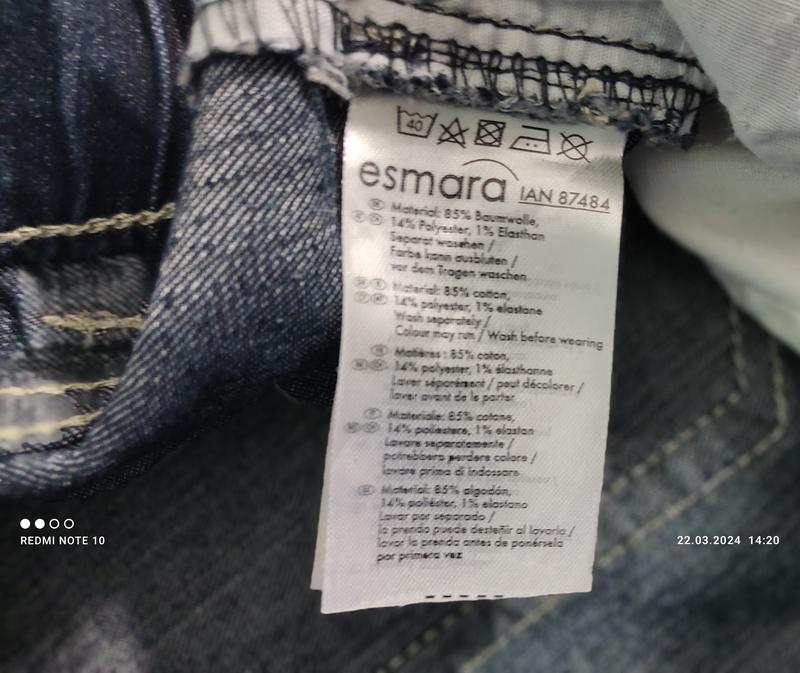 40
esmara
IAN 87484
Material: 85% Baumwolle,
14% Polyester, 1% Elasthan
Separat waschen /
Farbe kann ausbluten /
vor dem Tragen waschen
Material: 85% cotton,
14% polyester, 1% elastane
Wash separately /
Colour may run / Wash before wearing
Matières : 85% coton,
14% polyester, 1% élasthanne
Laver séparément / peut décolorer /
laver avant de le porter
Materiale: 85% cotone,
14% poliestere, 1% elastan
Lavare separatamente /
potrebbero perdere colore /
lavare prima di indossare
Material: 85% algodón,
14% poliéster, 1% elastano
Lavar por separado /
la prenda puede desteñir al lavarla /
lavar la prenda antes de ponérsela
por primera vez
REDMI NOTE 10
22.03.2024 14:20